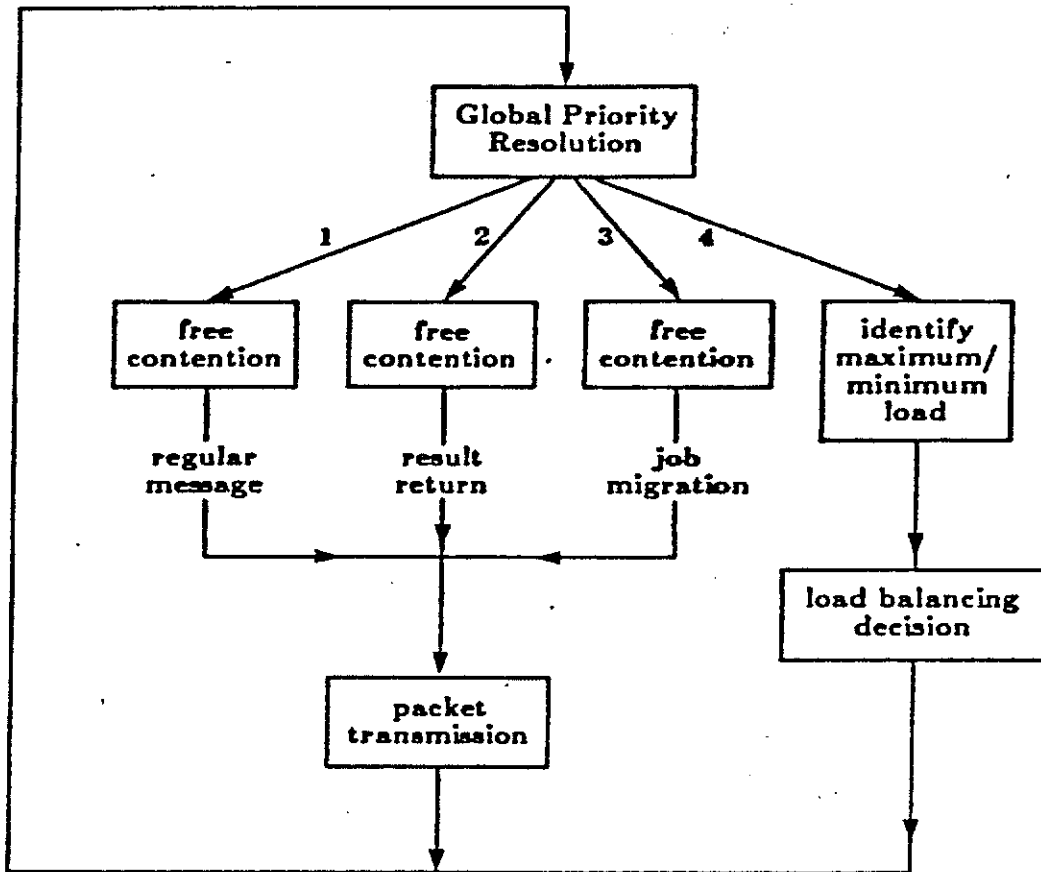 Global Priority
Resolution
1
2
3
4
free
contention
free
contention
free
contention
identify
maximum/
minimum
load
regular
message
result
return
job
migration
load balancing
decision
packet
transmission